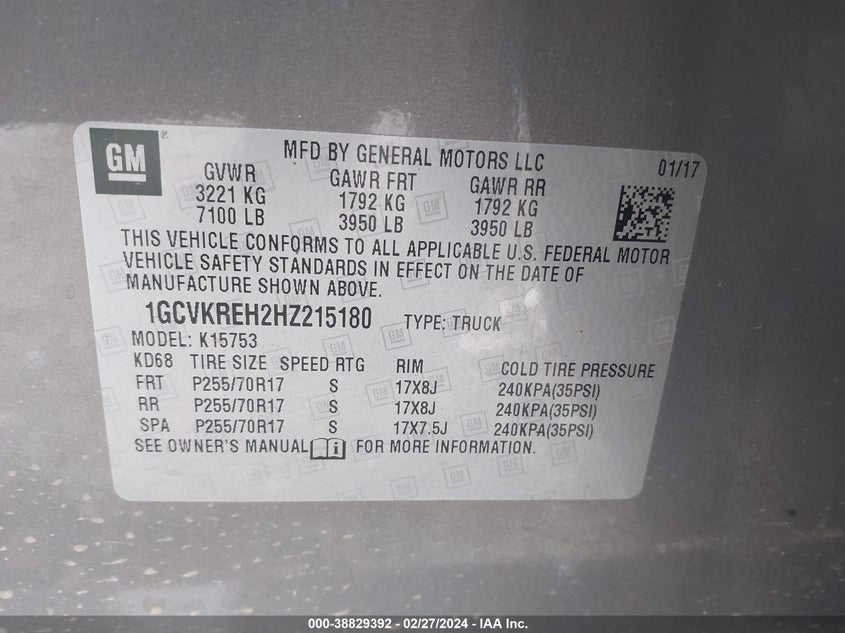 GM ®
MFD BY GENERAL MOTORS LLC 01/17
GVWR GAWR FRT GAWR RR
3221 KG 1792 KG 1792 KG
7100 LB 3950 LB 3950 LB
THIS VEHICLE CONFORMS TO ALL APPLICABLE U.S. FEDERAL MOTOR
VEHICLE SAFETY STANDARDS IN EFFECT ON THE DATE OF
MANUFACTURE SHOWN ABOVE.
1GCVKREH2HZ215180 TYPE: TRUCK
MODEL: K15753
KD68 TIRE SIZE SPEED RTG RIM COLD TIRE PRESSURE
FRT P255/70R17 S 17X8J 240KPA(35PSI)
RR P255/70R17 S 17X8J 240KPA(35PSI)
SPA P255/70R17 S 17X7.5J 240KPA(35PSI)
SEE OWNER'S MANUAL i FOR MORE INFORMATION.
000-38829392 - 02/27/2024 - IAA Inc.